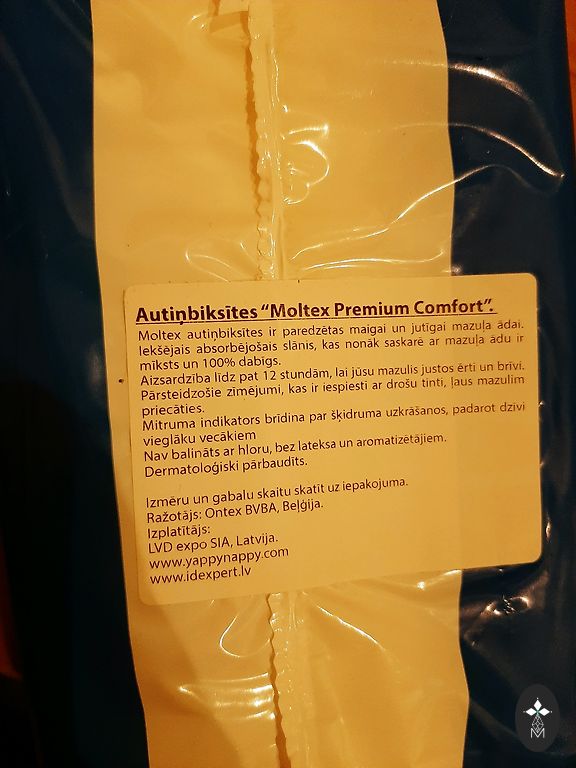 Autiņbiksītes “Moltex Premium Comfort”.
Moltex autiņbiksītes ir paredzētas maigai un jutīgai mazuļa ādai.
Iekšējais absorbējošais slānis, kas nonāk saskarē ar mazuļa ādu ir
mīksts un 100% dabīgs.
Aizsardzība līdz pat 12 stundām, lai jūsu mazulis justos ērti un brīvi.
Pārsteidzošie zīmējumi, kas ir iespiesti ar drošu tinti, ļaus mazulim
priecāties.
Mitruma indikators brīdina par šķidruma uzkrāšanos, padarot dzīvi
vieglāku vecākiem
Nav balināts ar hloru, bez lateksa un aromatizētājiem.
Dermatoloģiski pārbaudīts.
Izmēru un gabalu skaitu skatīt uz iepakojuma.
Ražotājs: Ontex BVBA, Beļģija.
Izplatītājs:
LVD expo SIA, Latvija.
www.yappynappy.com
www.idexpert.lv
M